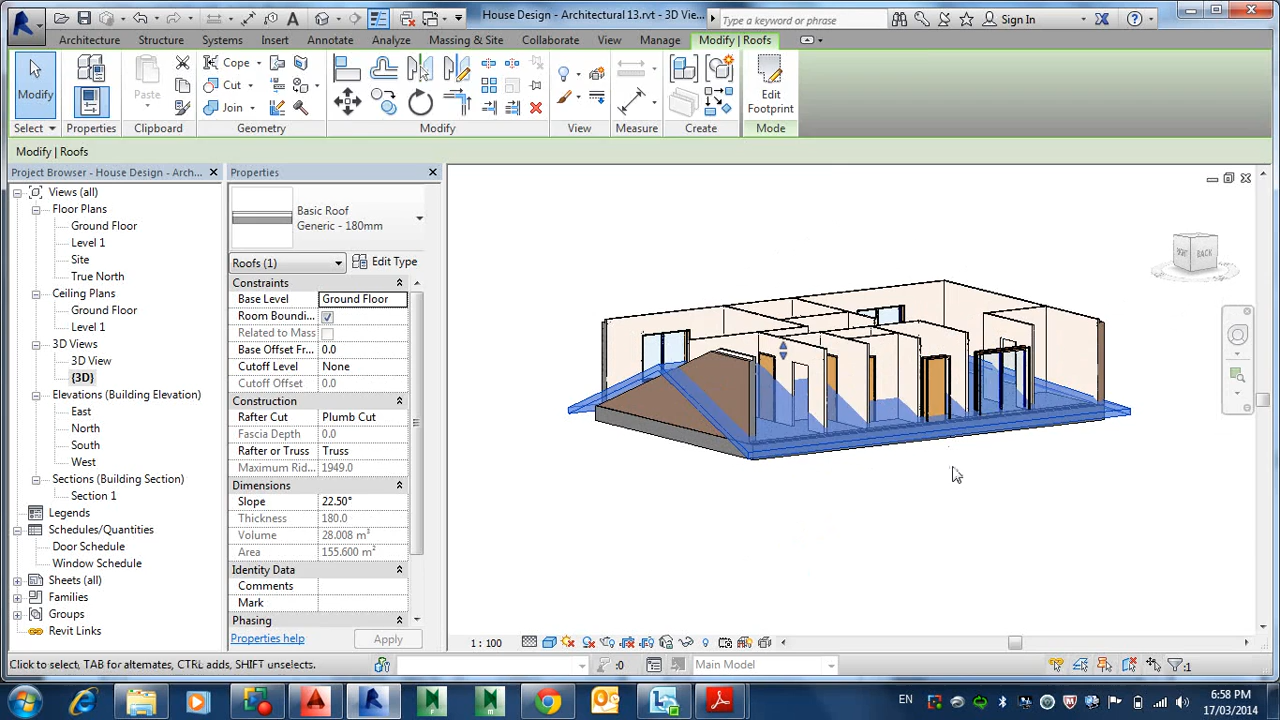 House Design - Architectural 13.rvt - 3D Vie...
Type a keyword or phrase
Sign In
Architecture Structure Systems Insert Annotate Analyze Massing & Site Collaborate View Manage Modify | Roofs
Modify
Paste
Cope
Cut
Join
Edit
Footprint
Select Properties Clipboard Geometry Modify View Measure Create Mode
Modify | Roofs
Project Browser - House Design - Arch...
Views (all)
Floor Plans
Ground Floor
Level 1
Site
True North
Ceiling Plans
Ground Floor
Level 1
3D Views
3D View
{3D}
Elevations (Building Elevation)
East
North
South
West
Sections (Building Section)
Section 1
Legends
Schedules/Quantities
Door Schedule
Window Schedule
Sheets (all)
Families
Groups
Revit Links
Properties
Basic Roof
Generic - 180mm
Roofs (1) Edit Type
Constraints
Base Level Ground Floor
Room Boundi...
Related to Mass
Base Offset Fr... 0.0
Cutoff Level None
Cutoff Offset 0.0
Construction
Rafter Cut Plumb Cut
Fascia Depth 0.0
Rafter or Truss Truss
Maximum Rid... 1949.0
Dimensions
Slope 22.50°
Thickness 180.0
Volume 28.008 m³
Area 155.600 m²
Identity Data
Comments
Mark
Phasing
Properties help Apply
RIGHT BACK
1 : 100
Click to select, TAB for alternates, CTRL adds, SHIFT unselects.
:0
Main Model
:1
EN
6:58 PM
17/03/2014